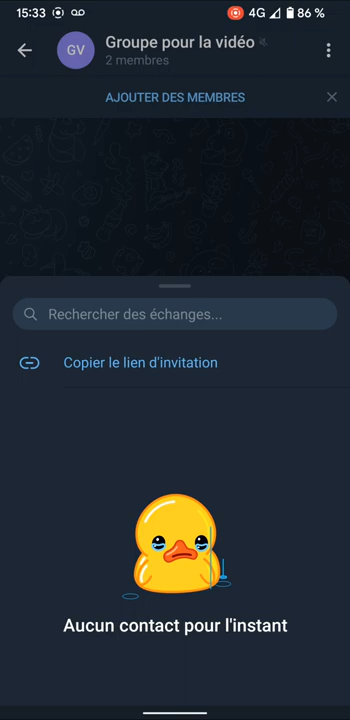 15:33 4G 86 %
GV Groupe pour la vidéo
2 membres
AJOUTER DES MEMBRES
Rechercher des échanges...
Copier le lien d'invitation
Aucun contact pour l'instant